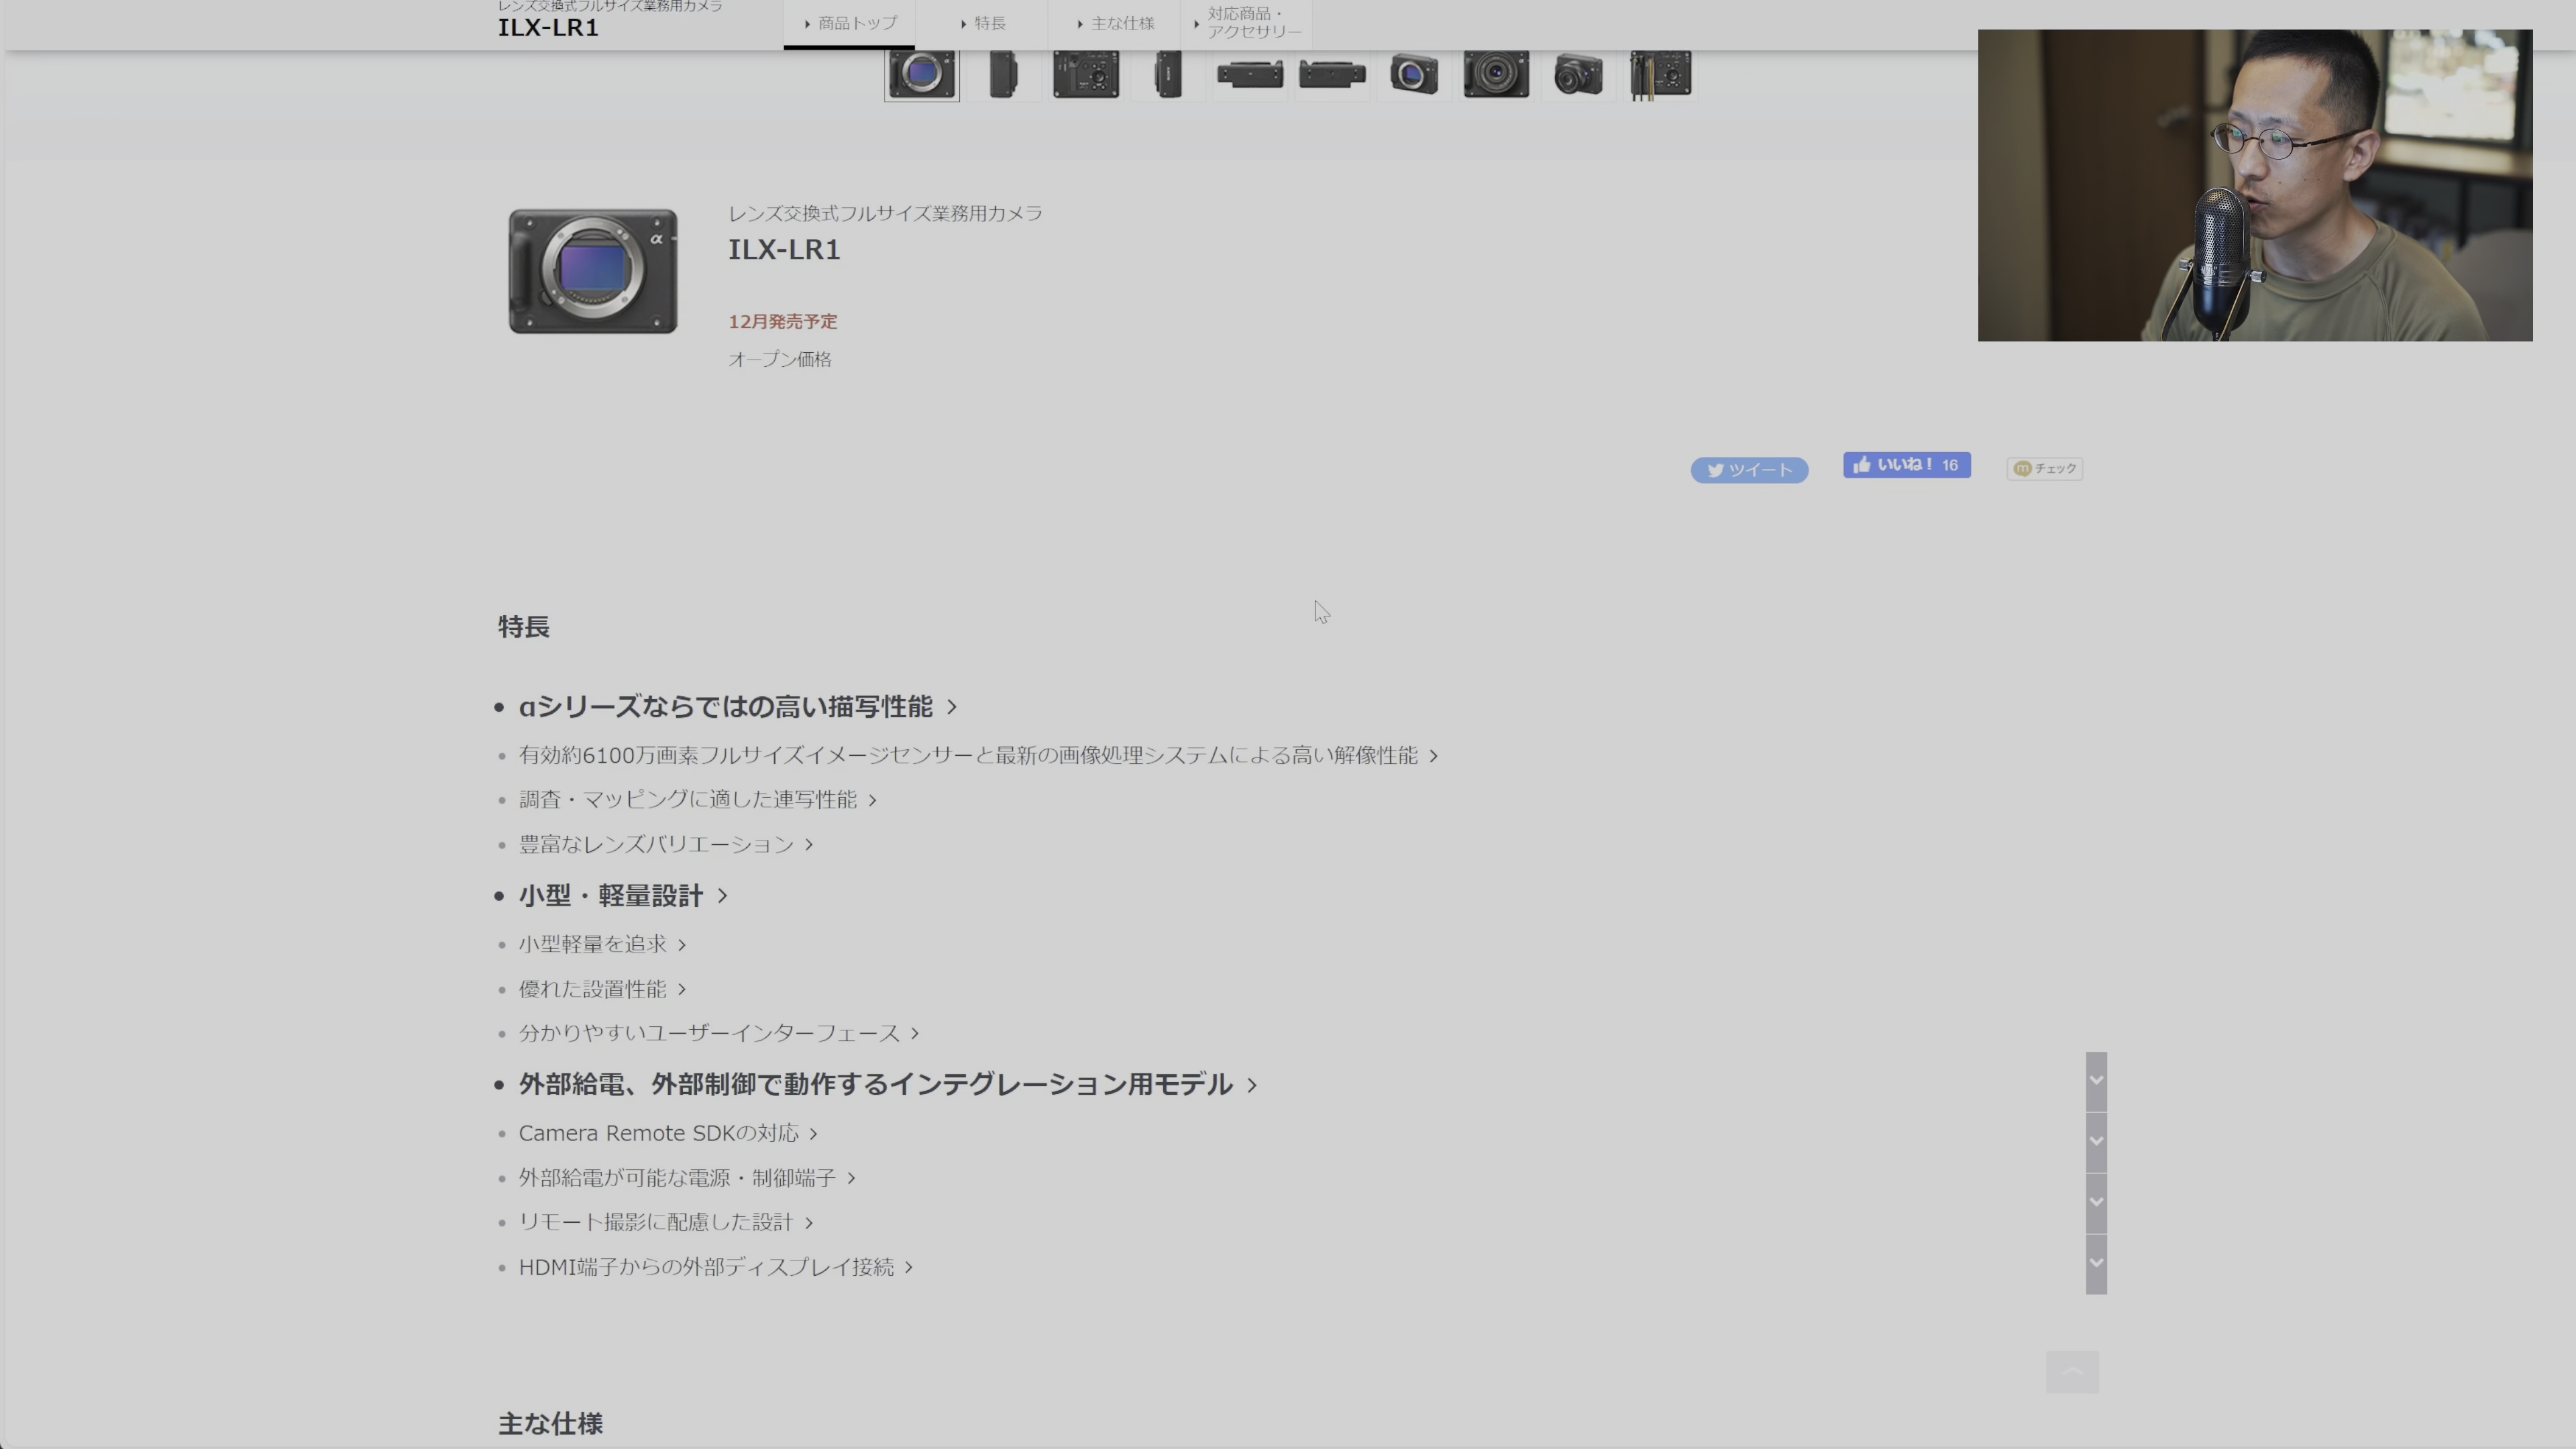 レンズ交換式フルサイズ業務用カメラ
ILX-LR1
商品トップ
特長
主な仕様
対応商品・
アクセサリー
レンズ交換式フルサイズ業務用カメラ
ILX-LR1
12月発売予定
オープン価格
ツイート
いいね！ 16
チェック
特長
αシリーズならではの高い描写性能
有効約6100万画素フルサイズイメージセンサーと最新の画像処理システムによる高い解像性能
調査・マッピングに適した連写性能
豊富なレンズバリエーション
小型・軽量設計
小型軽量を追求
優れた設置性能
分かりやすいユーザーインターフェース
外部給電、外部制御で動作するインテグレーション用モデル
Camera Remote SDKの対応
外部給電が可能な電源・制御端子
リモート撮影に配慮した設計
HDMI端子からの外部ディスプレイ接続
主な仕様